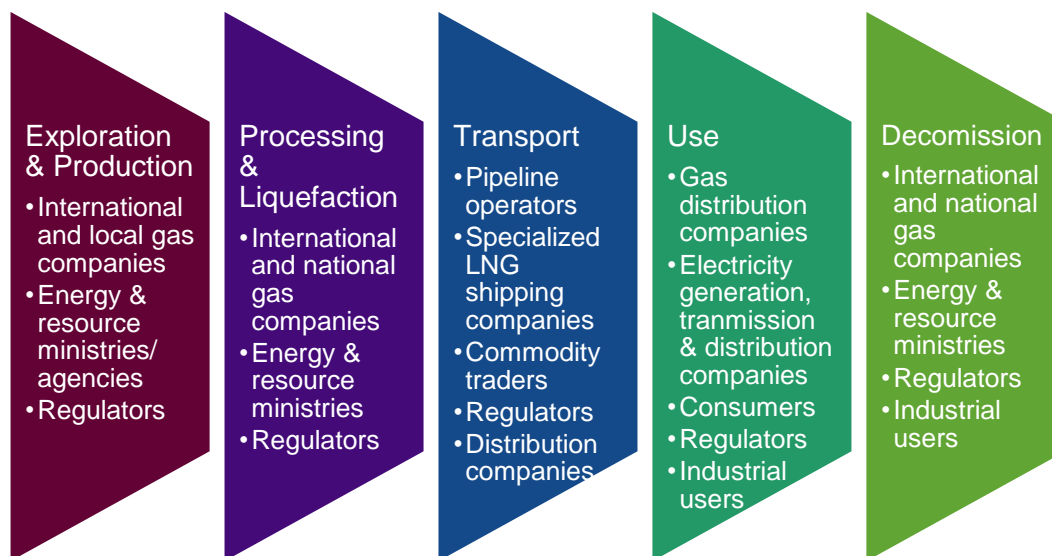 Exploration
& Production
•International
and local gas
companies
•Energy &
resource
ministries/
agencies
•Regulators
Processing
&
Liquefaction
•International
and national
gas
companies
•Energy &
resource
ministries
•Regulators
Transport
•Pipeline
operators
•Specialized
LNG
shipping
companies
•Commodity
traders
•Regulators
•Distribution
companies
Use
•Gas
distribution
companies
•Electricity
generation,
tranmission
& distribution
companies
•Consumers
•Regulators
•Industrial
users
Decomission
•International
and national
gas
companies
•Energy &
resource
ministries
•Regulators
•Industrial
users